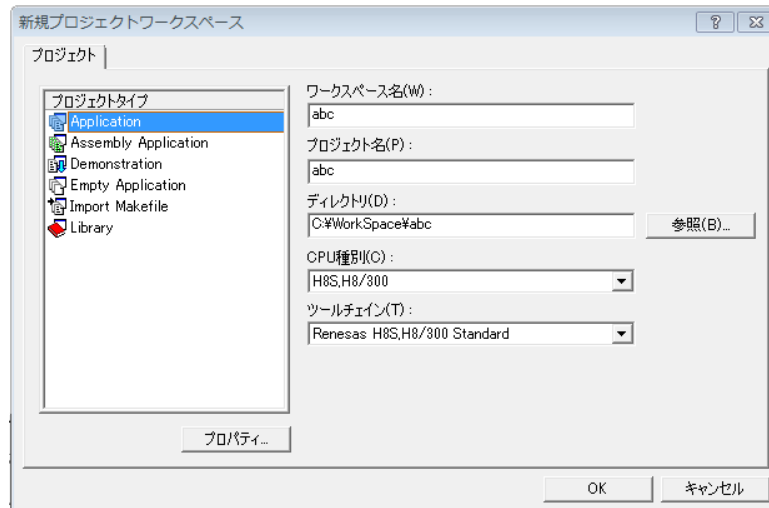 新規プロジェクトワークスペース
プロジェクト
プロジェクトタイプ
Application
Assembly Application
Demonstration
Empty Application
Import Makefile
Library
プロパティ...
ワークスペース名(W) :
abc
プロジェクト名(P) :
abc
ディレクトリ(D) :
C:¥WorkSpace¥abc
参照(B)...
CPU種別(C) :
H8S,H8/300
ツールチェイン(T) :
Renesas H8S,H8/300 Standard
OK
キャンセル